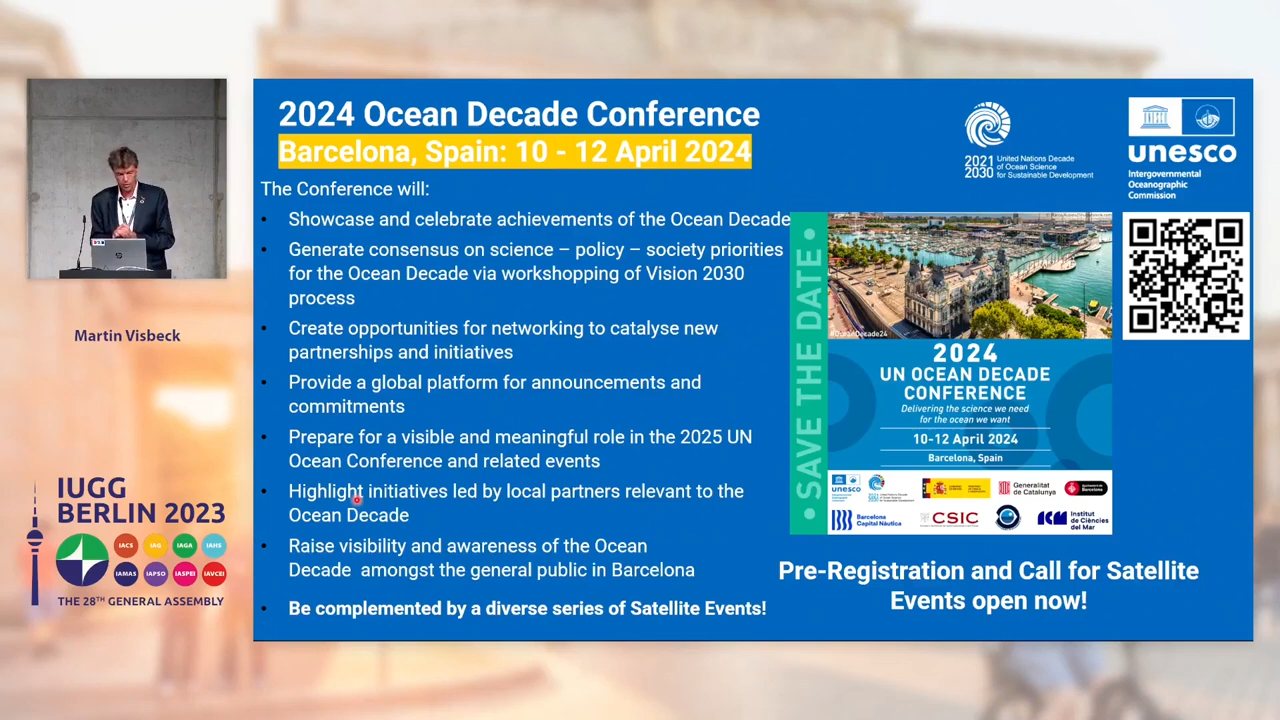 2024 Ocean Decade Conference
Barcelona, Spain: 10 - 12 April 2024
The Conference will:
• Showcase and celebrate achievements of the Ocean Decade
• Generate consensus on science – policy – society priorities
for the Ocean Decade via workshopping of Vision 2030
process
• Create opportunities for networking to catalyse new
partnerships and initiatives
• Provide a global platform for announcements and
commitments
• Prepare for a visible and meaningful role in the 2025 UN
Ocean Conference and related events
• Highlight initiatives led by local partners relevant to the
Ocean Decade
• Raise visibility and awareness of the Ocean
Decade amongst the general public in Barcelona
• Be complemented by a diverse series of Satellite Events!
2021
2030
United Nations Decade
of Ocean Science
for Sustainable Development
unesco
Intergovernmental
Oceanographic
Commission
• SAVE THE DATE •
#OceanDecade24
2024
UN OCEAN DECADE
CONFERENCE
Delivering the science we need
for the ocean we want
10-12 April 2024
Barcelona, Spain
unesco
Generalitat
de Catalunya
Barcelona
Capital Nàutica
CSIC
ICM
Institut
de Ciències
del Mar
Pre-Registration and Call for Satellite
Events open now!
Martin Visbeck
IUGG
BERLIN 2023
IACS
IAG
IAGA
IAHS
IAMAS
IAPSO
IASPEI
IAVCEI
THE 28TH GENERAL ASSEMBLY